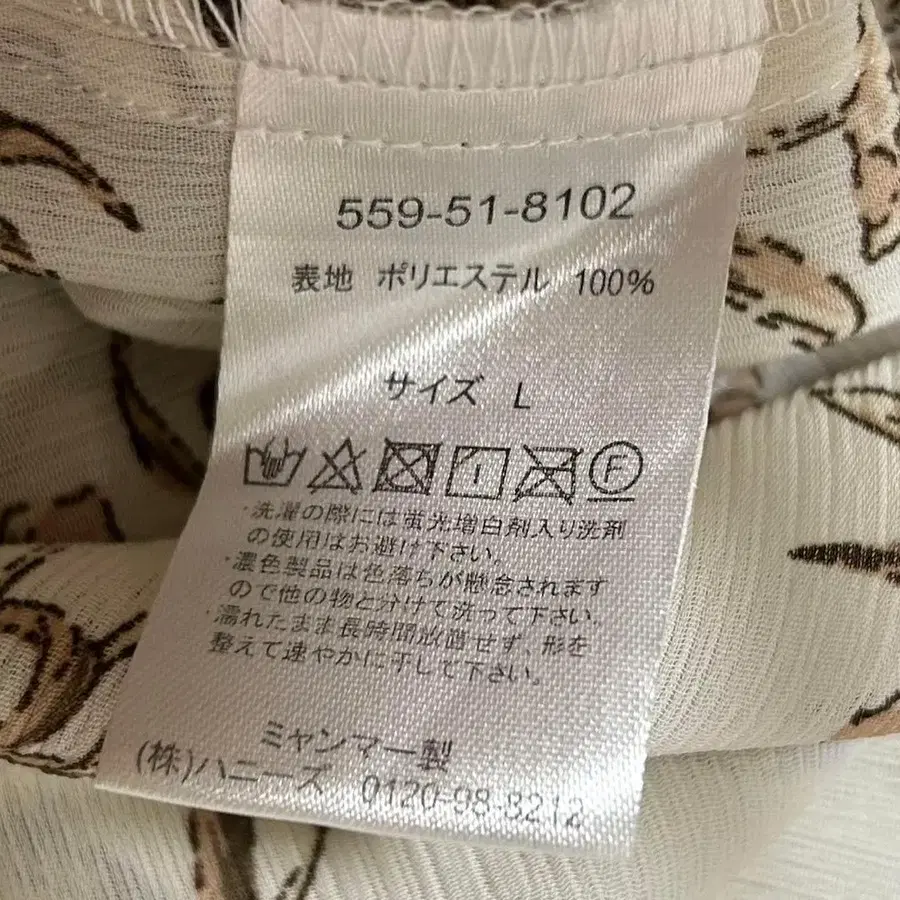 559-51-8102
表地 ポリエステル 100%
サイズ L
F
・洗濯の際には蛍光増白剤入り洗剤
の使用はお避け下さい。
・濃色製品は色落ちが懸念されます
ので他の物と分けて洗って下さい。
・濡れたまま長時間放置せず、形を
整えて速やかに干して下さい。
ミャンマー製
(株)ハニーズ 0120-98-3212